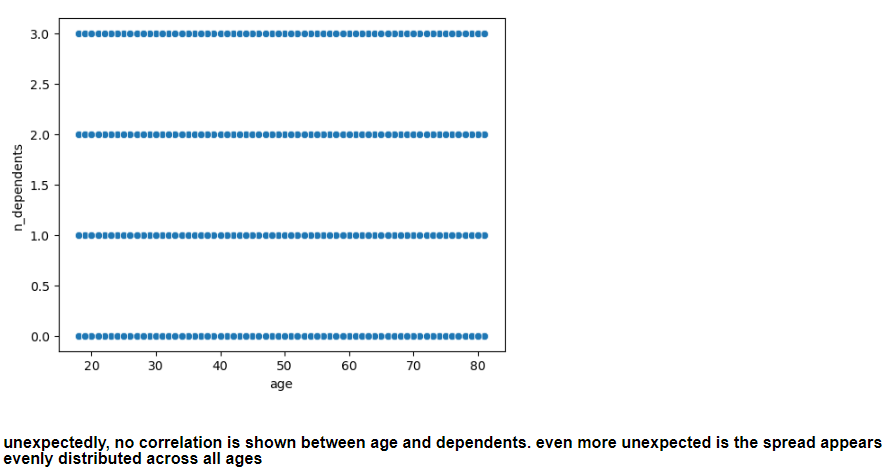 3.0
2.5
2.0
1.5
1.0
0.5
0.0
n_dependents
20 30 40 50 60 70 80
age
unexpectedly, no correlation is shown between age and dependents. even more unexpected is the spread appears
evenly distributed across all ages